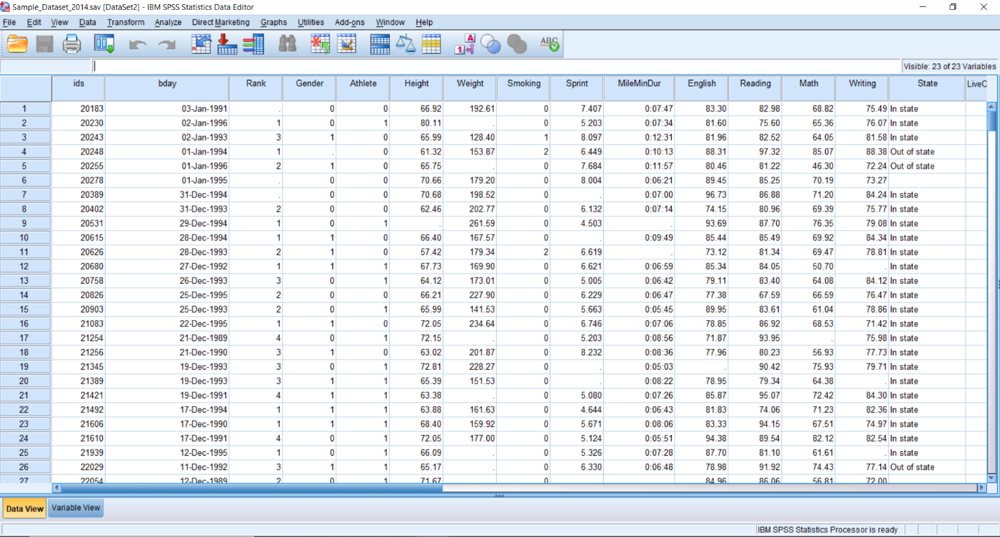 Sample_Dataset_2014.sav [DataSet2] - IBM SPSS Statistics Data Editor
File Edit View Data Transform Analyze Direct Marketing Graphs Utilities Add-ons Window Help
A 1 ABC
Visible: 23 of 23 Variables
ids bday Rank Gender Athlete Height Weight Smoking Sprint MileMinDur English Reading Math Writing State LiveC
1 20183 03-Jan-1991 . 0 0 66.92 192.61 0 7.407 0:07:47 83.30 82.98 68.82 75.49 In state
2 20230 02-Jan-1996 1 0 1 80.11 . 0 5.203 0:07:34 81.60 75.60 65.36 76.07 In state
3 20243 02-Jan-1993 3 1 0 65.99 128.40 1 8.097 0:12:31 81.96 82.52 64.05 81.58 In state
4 20248 01-Jan-1994 1 . 0 61.32 153.87 2 6.449 0:10:13 88.31 97.32 85.07 88.38 Out of state
5 20255 01-Jan-1996 2 1 0 65.75 . 0 7.684 0:11:57 80.46 81.22 46.30 72.24 Out of state
6 20278 01-Jan-1995 . 0 0 70.66 179.20 0 8.004 0:06:21 89.45 85.25 70.19 73.27
7 20389 31-Dec-1994 . 0 0 70.68 198.52 0 . 0:07:00 96.73 86.88 71.20 84.24 In state
8 20402 31-Dec-1993 2 0 0 62.46 202.77 0 6.132 0:07:14 74.15 80.96 69.39 75.77 In state
9 20531 29-Dec-1994 1 0 1 . 261.59 0 4.503 . 93.69 87.70 76.35 79.08 In state
10 20615 28-Dec-1994 1 1 0 66.40 167.57 0 . 0:09:49 85.44 85.49 69.92 84.34 In state
11 20626 28-Dec-1993 2 1 0 57.42 179.34 2 6.619 . 73.12 81.34 69.47 78.81 In state
12 20680 27-Dec-1992 1 1 1 67.73 169.90 0 6.621 0:06:59 85.34 84.05 50.70 . In state
13 20758 26-Dec-1993 3 0 1 64.12 173.01 0 5.005 0:06:42 79.11 83.40 64.08 84.12 In state
14 20826 25-Dec-1995 2 0 0 66.21 227.90 0 6.229 0:06:47 77.38 67.59 66.59 76.47 In state
15 20903 25-Dec-1993 2 0 1 65.99 141.53 0 5.663 0:05:45 89.95 83.61 61.04 78.86 In state
16 21083 22-Dec-1995 1 1 0 72.05 234.64 0 6.746 0:07:06 78.85 86.92 68.53 71.42 In state
17 21254 21-Dec-1989 4 0 1 72.15 . 0 5.203 0:08:56 71.87 93.95 . 75.98 In state
18 21256 21-Dec-1990 3 1 0 63.02 201.87 0 8.232 0:08:36 77.96 80.23 56.93 77.73 In state
19 21345 19-Dec-1993 3 0 1 72.81 228.27 0 . 0:05:03 . 90.42 75.93 79.71 In state
20 21389 19-Dec-1993 3 1 1 65.39 151.53 0 . 0:08:22 78.95 79.34 64.38 . In state
21 21421 19-Dec-1991 4 1 1 63.38 . 0 5.080 0:07:26 85.87 95.07 72.42 84.30 In state
22 21492 17-Dec-1994 1 1 1 63.88 161.63 0 4.644 0:06:43 81.83 74.06 71.23 82.36 In state
23 21606 17-Dec-1990 1 1 1 68.40 159.92 0 5.671 0:08:06 83.33 94.15 67.51 74.97 In state
24 21610 17-Dec-1991 4 0 1 72.05 177.00 0 5.124 0:05:51 94.38 89.54 82.12 82.54 In state
25 21939 12-Dec-1995 1 0 1 66.09 . 0 5.326 0:07:28 87.70 81.10 61.61 . In state
26 22029 11-Dec-1992 3 1 1 65.17 . 0 6.330 0:06:48 78.98 91.92 74.43 77.14 Out of state
27 22054 12-Dec-1989 2 0 1 71.67 0 84.96 86.06 56.81 72.00
Data View Variable View
IBM SPSS Statistics Processor is ready